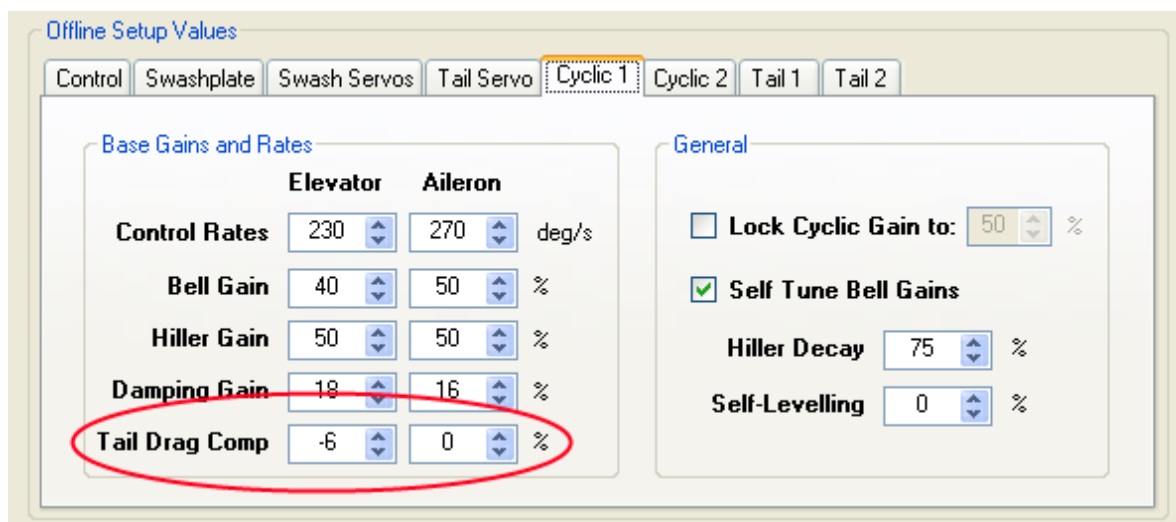 Offline Setup Values
Control Swashplate Swash Servos Tail Servo Cyclic 1 Cyclic 2 Tail 1 Tail 2
Base Gains and Rates
Elevator Aileron
Control Rates 230 270 deg/s
Bell Gain 40 50 %
Hiller Gain 50 50 %
Damping Gain 18 16 %
Tail Drag Comp -6 0 %
General
Lock Cyclic Gain to: 50 %
Self Tune Bell Gains
Hiller Decay 75 %
Self-Levelling 0 %